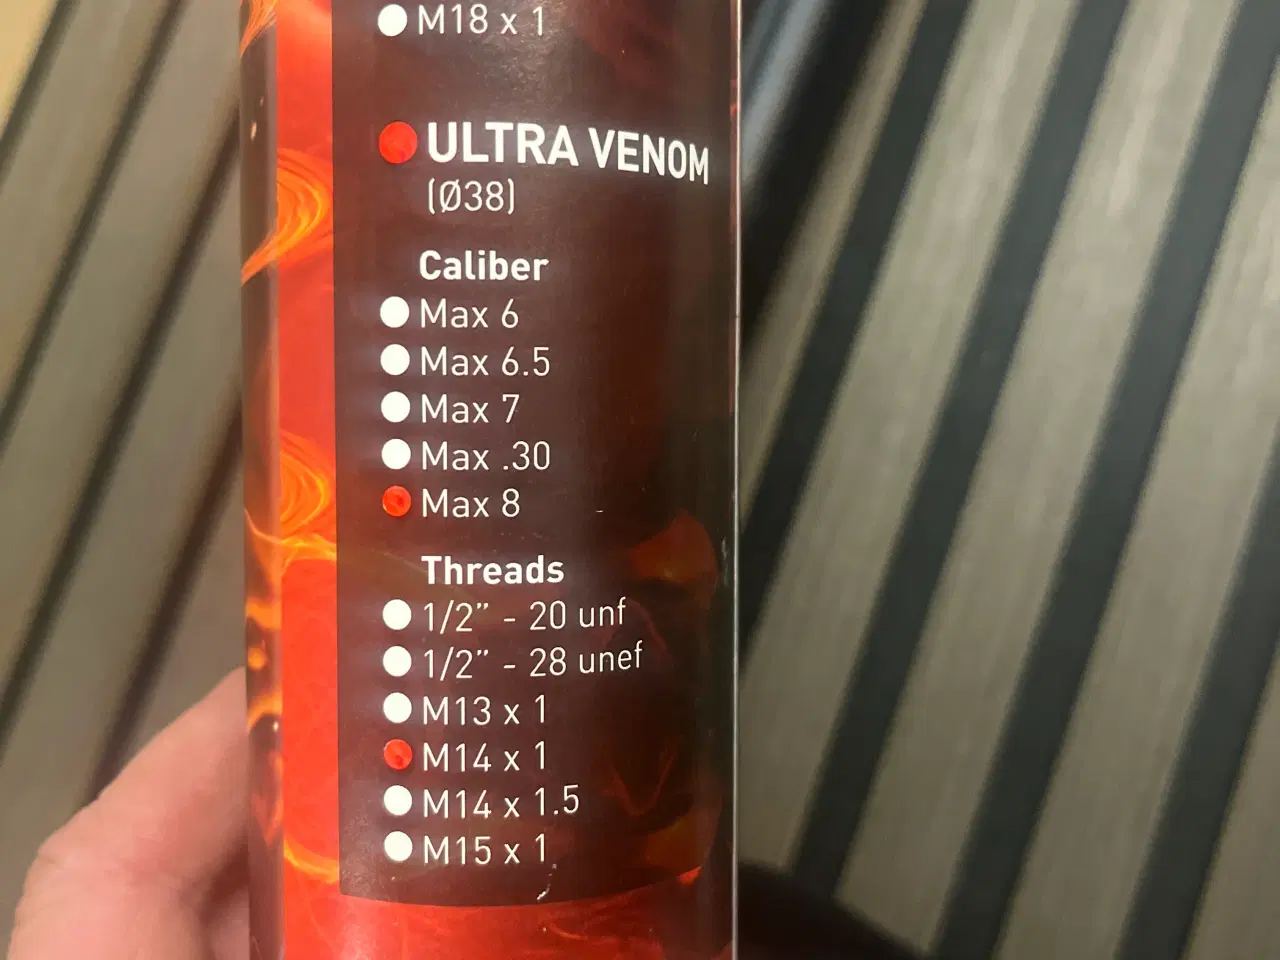 M18 x 1
ULTRA VENOM
(Ø38)
Caliber
Max 6
Max 6.5
Max 7
Max .30
Max 8
Threads
1/2” - 20 unf
1/2” - 28 unef
M13 x 1
M14 x 1
M14 x 1.5
M15 x 1